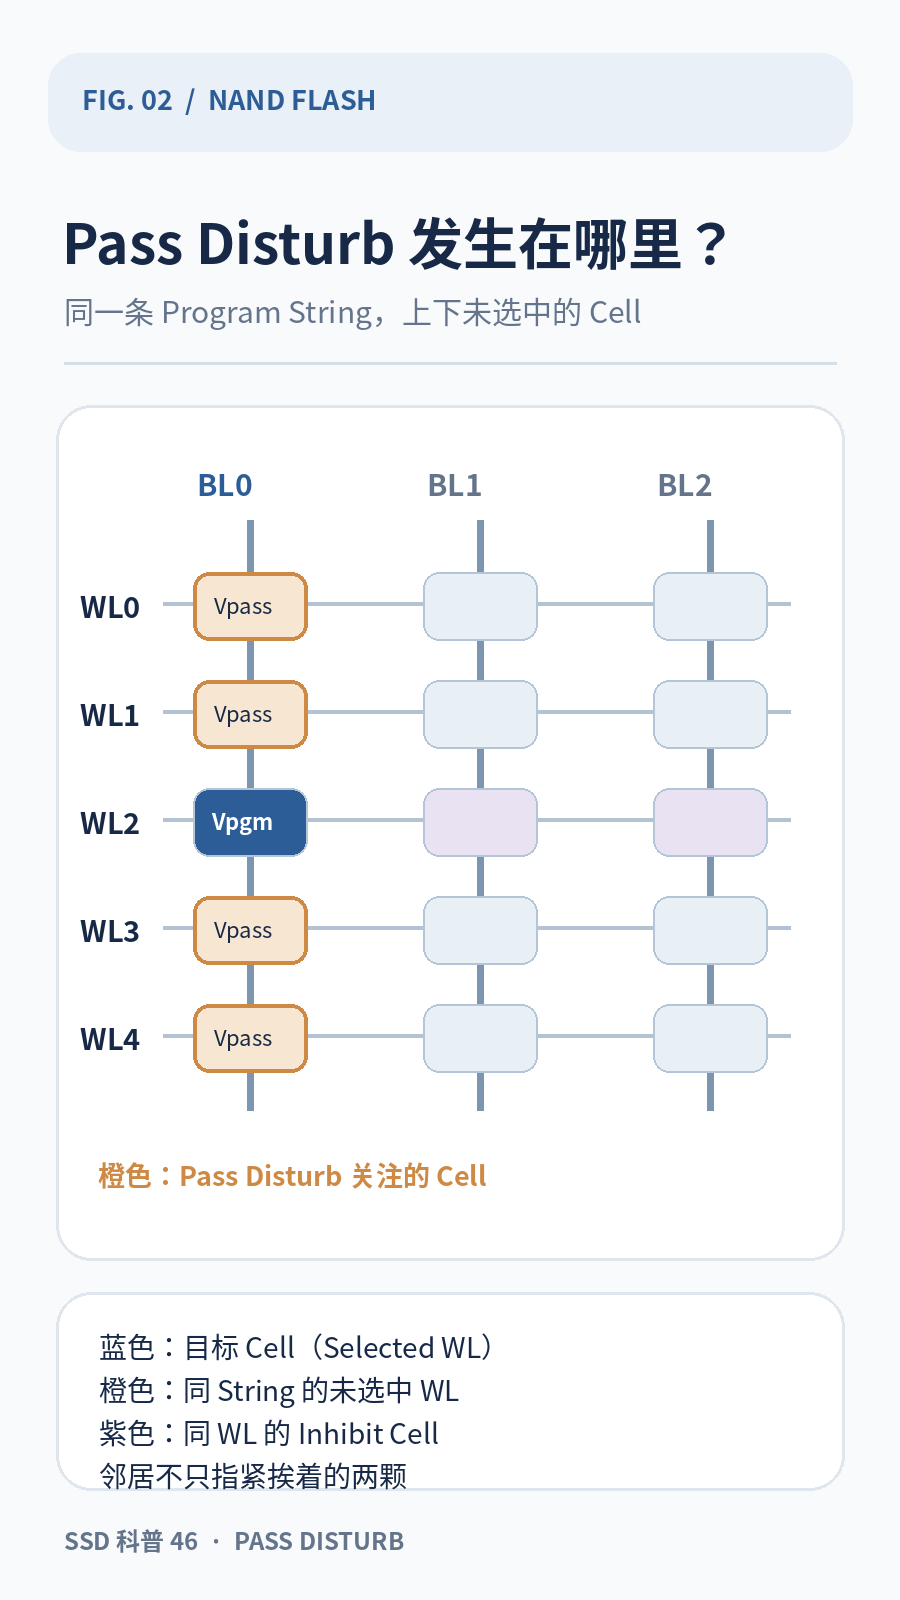 FIG. 02 / NAND FLASH
Pass Disturb 发生在哪里？
同一条 Program String，上下未选中的 Cell
BL0 BL1 BL2
WL0 Vpass
WL1 Vpass
WL2 Vpgm
WL3 Vpass
WL4 Vpass
橙色：Pass Disturb 关注的 Cell
蓝色：目标 Cell（Selected WL）
橙色：同 String 的未选中 WL
紫色：同 WL 的 Inhibit Cell
邻居不只指紧挨着的两颗
SSD 科普 46 · PASS DISTURB